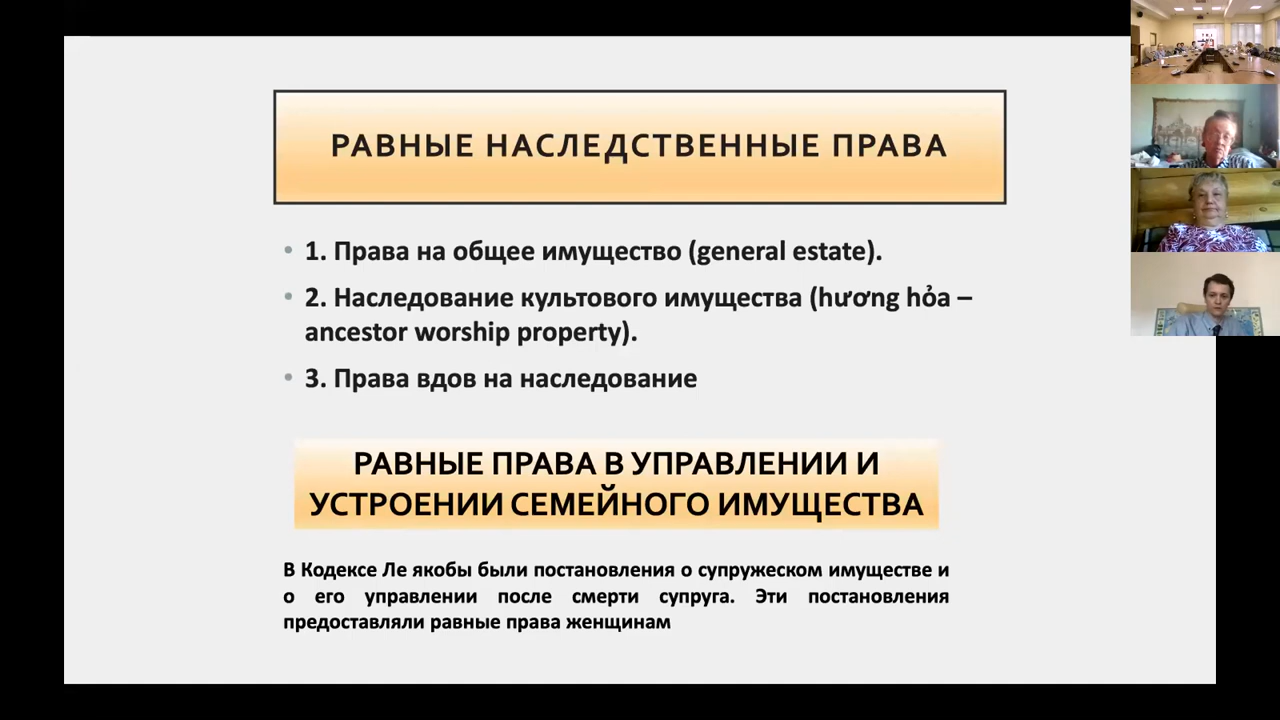 РАВНЫЕ НАСЛЕДСТВЕННЫЕ ПРАВА
• 1. Права на общее имущество (general estate).
• 2. Наследование культового имущества (hương hỏa –
ancestor worship property).
• 3. Права вдов на наследование
РАВНЫЕ ПРАВА В УПРАВЛЕНИИ И
УСТРОЕНИИ СЕМЕЙНОГО ИМУЩЕСТВА
В Кодексе Ле якобы были постановления о супружеском имуществе и
о его управлении после смерти супруга. Эти постановления
предоставляли равные права женщинам